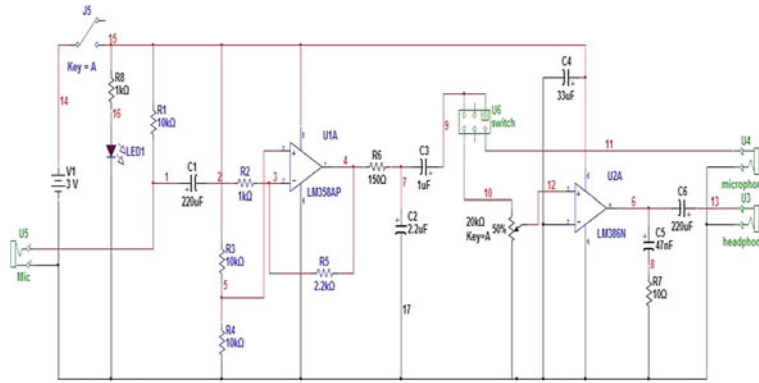 J5
Key = A
15
14
R8
1kΩ
16
LED1
V1
3 V
U5
Mic
R1
10kΩ
1
C1
220uF
2
R2
1kΩ
3
R3
10kΩ
5
R4
10kΩ
U1A
LM358AP
4
R5
2.2kΩ
R6
150Ω
7
C3
1uF
C2
2.2uF
17
9
U6
switch
10
20kΩ
Key=A
50%
C4
33uF
11
12
U2A
LM386N
6
C6
220uF
13
C5
47nF
8
R7
10Ω
U4
microphon
U3
headphon